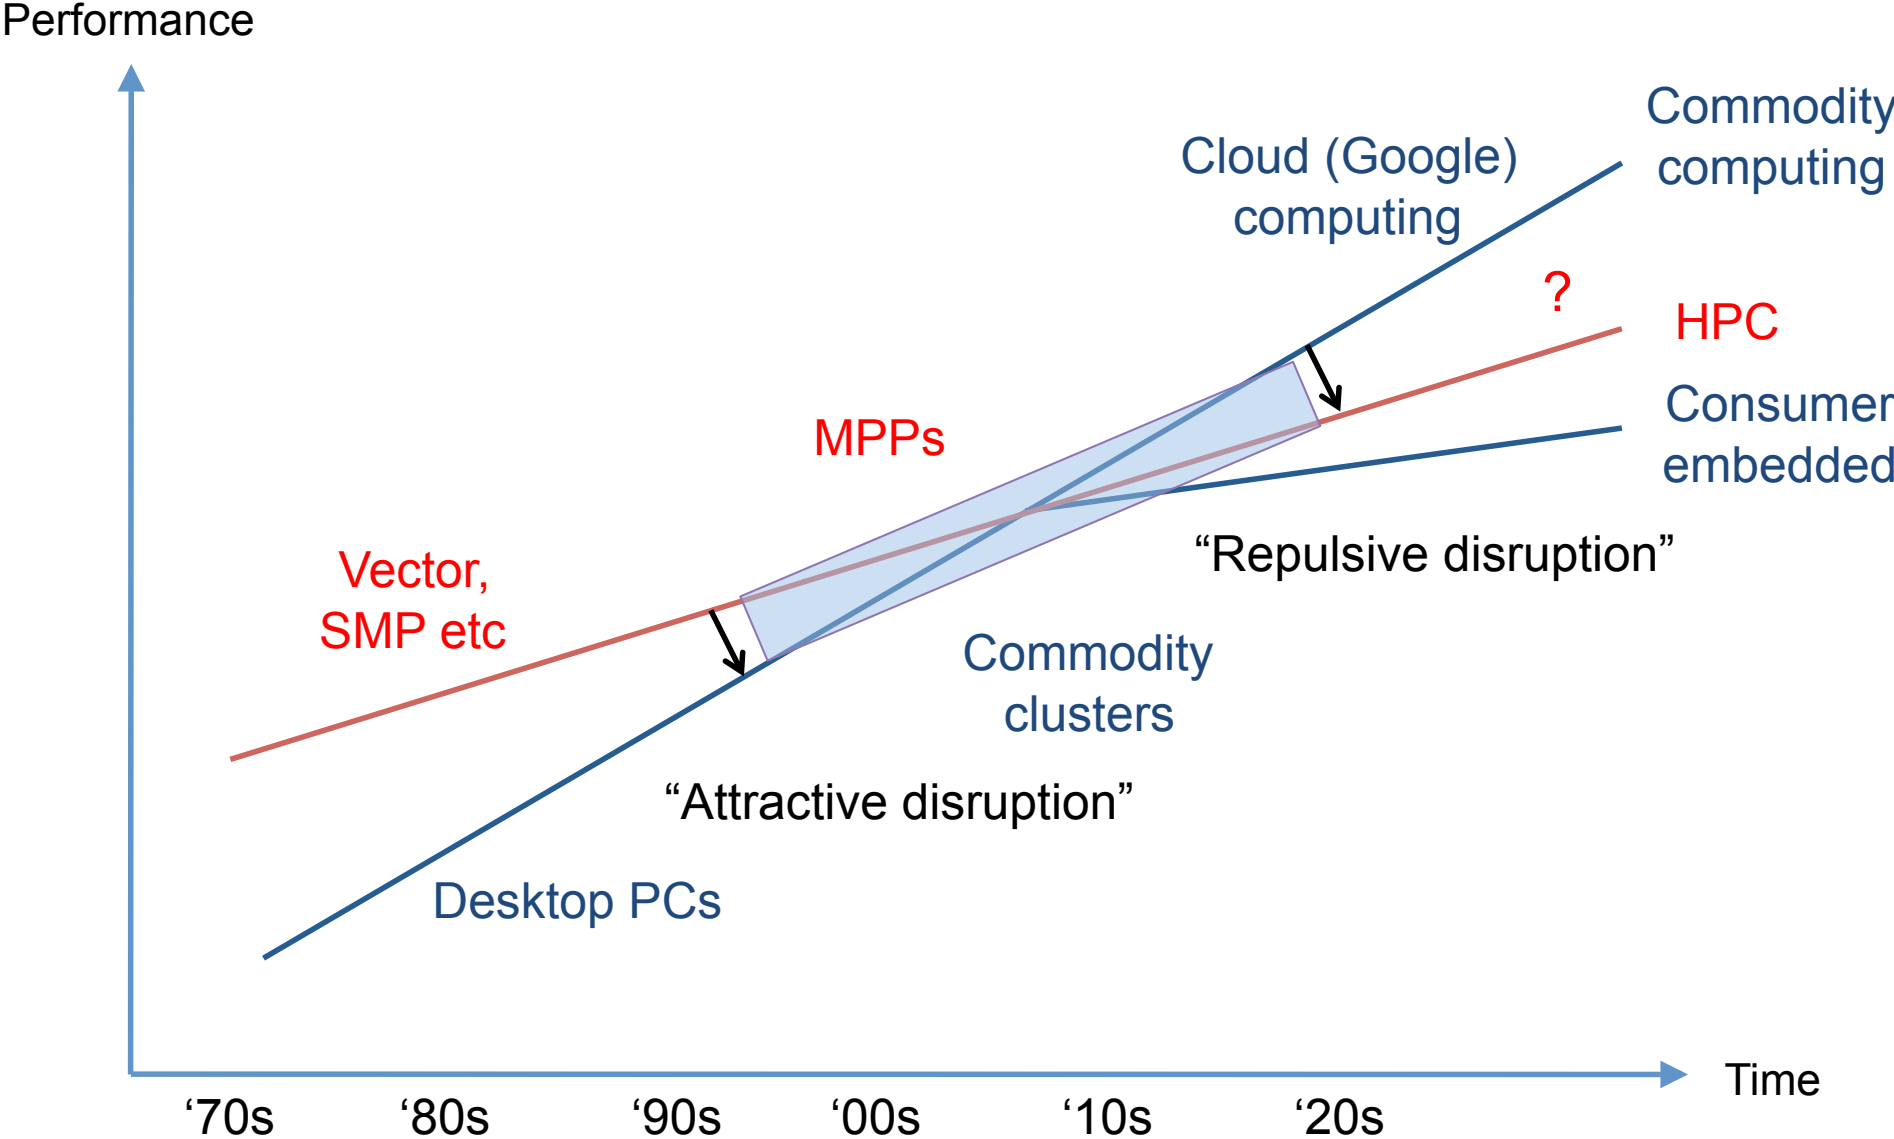 Performance
Commodity
computing
Cloud (Google)
computing
?
HPC
Consumer
embedded
MPPs
“Repulsive disruption”
Vector,
SMP etc
Commodity
clusters
“Attractive disruption”
Desktop PCs
Time
‘70s ‘80s ‘90s ‘00s ‘10s ‘20s